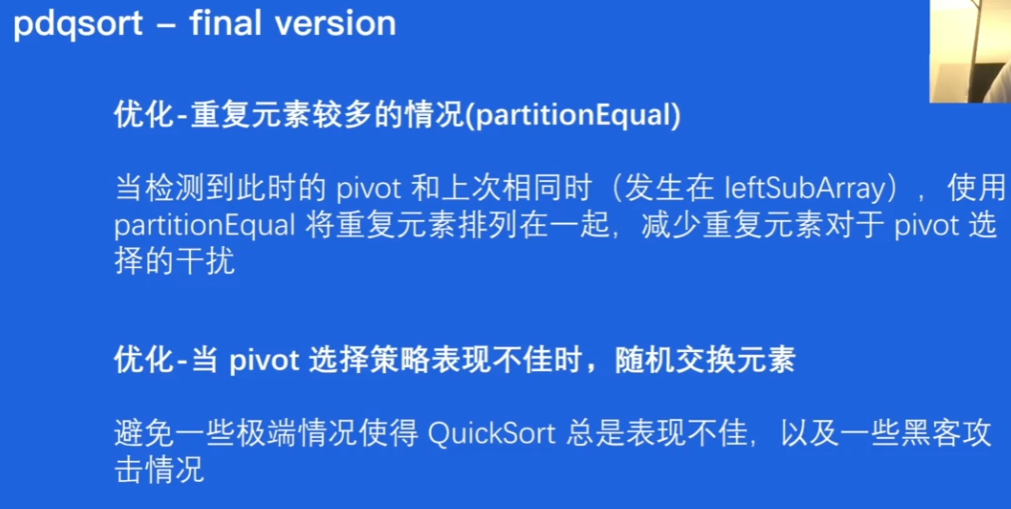 pdqsort – final version
优化-重复元素较多的情况(partitionEqual)
当检测到此时的 pivot 和上次相同时（发生在 leftSubArray），使用
partitionEqual 将重复元素排列在一起，减少重复元素对于 pivot 选
择的干扰
优化-当 pivot 选择策略表现不佳时，随机交换元素
避免一些极端情况使得 QuickSort 总是表现不佳，以及一些黑客攻
击情况